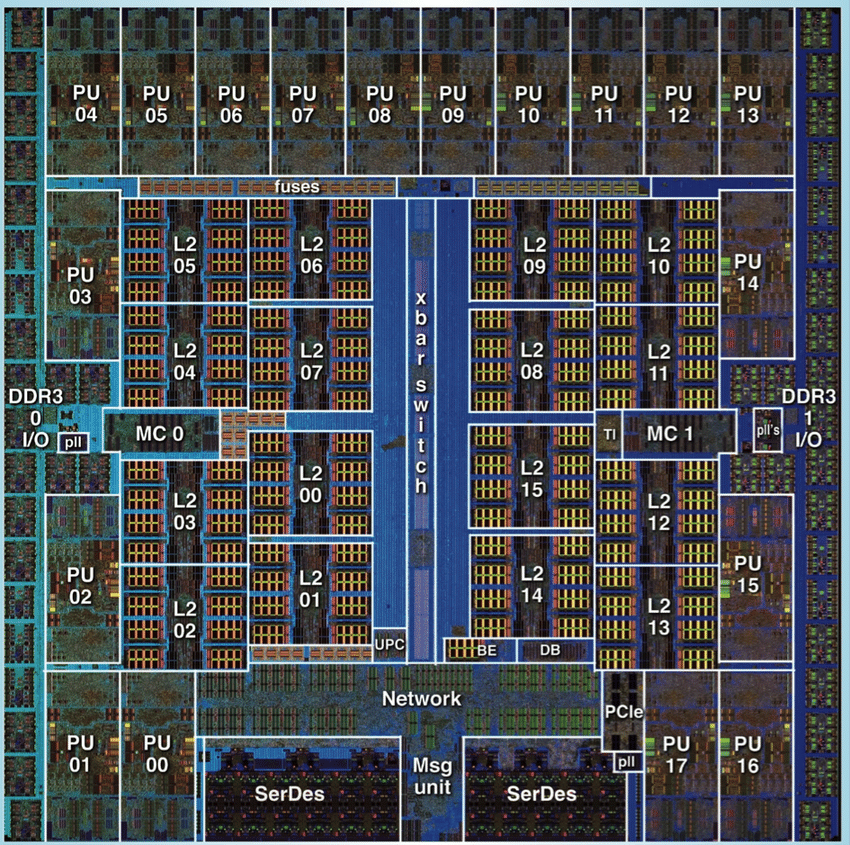 PU
04
PU
05
PU
06
PU
07
PU
08
PU
09
PU
10
PU
11
PU
12
PU
13
fuses
PU
03
L2
05
L2
06
L2
09
L2
10
PU
14
xbar switch
L2
04
L2
07
L2
08
L2
11
DDR3
0
I/O
pll
MC 0
TI
MC 1
pll's
DDR3
1
I/O
L2
03
L2
00
L2
15
L2
12
PU
02
L2
02
L2
01
L2
14
L2
13
PU
15
UPC
BE
DB
Network
PCIe
PU
01
PU
00
Msg
unit
pll
PU
17
PU
16
SerDes
SerDes